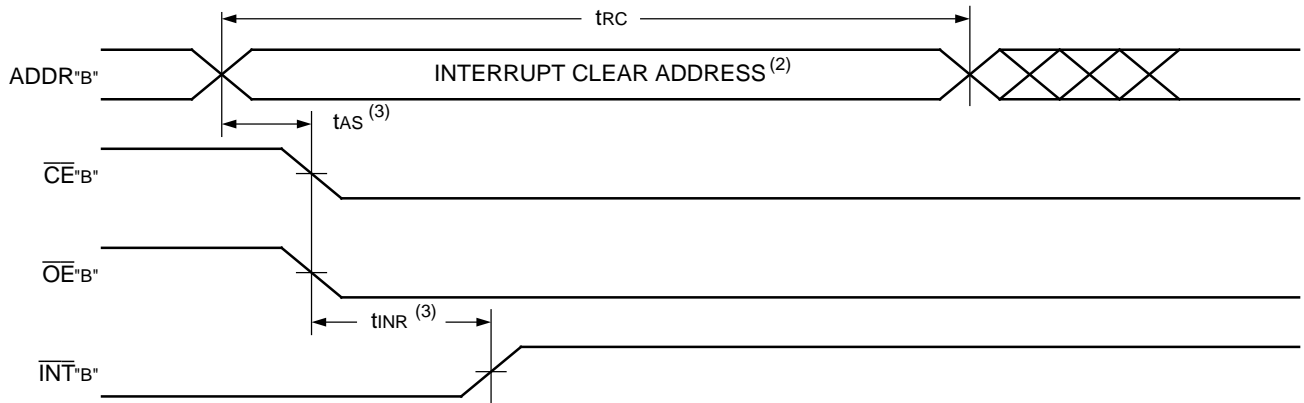 tRC
ADDR"B"
INTERRUPT CLEAR ADDRESS(2)
tAS(3)
CE"B"
OE"B"
tINR(3)
INT"B"